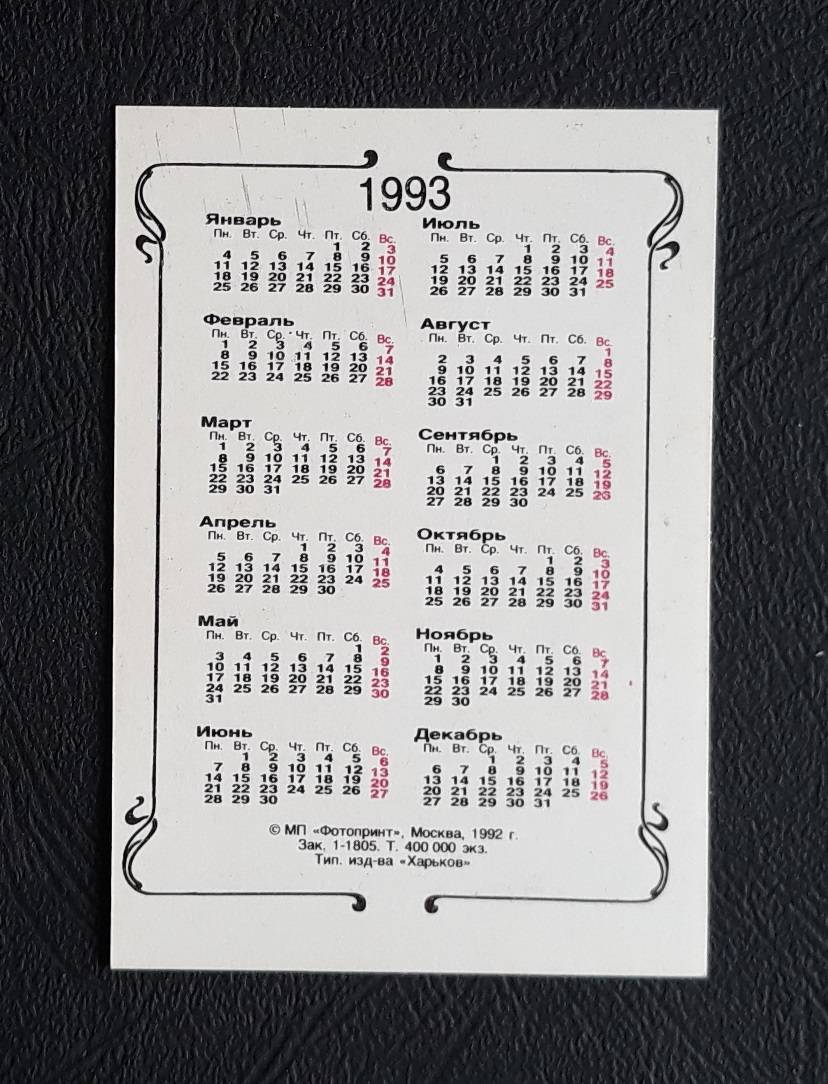 1993
Январь
Пн. Вт. Ср. Чт. Пт. Сб. Вс.
1 2 3
4 5 6 7 8 9 10
11 12 13 14 15 16 17
18 19 20 21 22 23 24
25 26 27 28 29 30 31
Февраль
Пн. Вт. Ср. Чт. Пт. Сб. Вс.
1 2 3 4 5 6 7
8 9 10 11 12 13 14
15 16 17 18 19 20 21
22 23 24 25 26 27 28
Март
Пн. Вт. Ср. Чт. Пт. Сб. Вс.
1 2 3 4 5 6 7
8 9 10 11 12 13 14
15 16 17 18 19 20 21
22 23 24 25 26 27 28
29 30 31
Апрель
Пн. Вт. Ср. Чт. Пт. Сб. Вс.
1 2 3 4
5 6 7 8 9 10 11
12 13 14 15 16 17 18
19 20 21 22 23 24 25
26 27 28 29 30
Май
Пн. Вт. Ср. Чт. Пт. Сб. Вс.
1 2
3 4 5 6 7 8 9
10 11 12 13 14 15 16
17 18 19 20 21 22 23
24 25 26 27 28 29 30
31
Июнь
Пн. Вт. Ср. Чт. Пт. Сб. Вс.
1 2 3 4 5 6
7 8 9 10 11 12 13
14 15 16 17 18 19 20
21 22 23 24 25 26 27
28 29 30
Июль
Пн. Вт. Ср. Чт. Пт. Сб. Вс.
1 2 3 4
5 6 7 8 9 10 11
12 13 14 15 16 17 18
19 20 21 22 23 24 25
26 27 28 29 30 31
Август
Пн. Вт. Ср. Чт. Пт. Сб. Вс.
1
2 3 4 5 6 7 8
9 10 11 12 13 14 15
16 17 18 19 20 21 22
23 24 25 26 27 28 29
30 31
Сентябрь
Пн. Вт. Ср. Чт. Пт. Сб. Вс.
1 2 3 4 5
6 7 8 9 10 11 12
13 14 15 16 17 18 19
20 21 22 23 24 25 26
27 28 29 30
Октябрь
Пн. Вт. Ср. Чт. Пт. Сб. Вс.
1 2 3
4 5 6 7 8 9 10
11 12 13 14 15 16 17
18 19 20 21 22 23 24
25 26 27 28 29 30 31
Ноябрь
Пн. Вт. Ср. Чт. Пт. Сб. Вс
1 2 3 4 5 6 7
8 9 10 11 12 13 14
15 16 17 18 19 20 21
22 23 24 25 26 27 28
29 30
Декабрь
Пн. Вт. Ср. Чт. Пт. Сб. Вс.
1 2 3 4 5
6 7 8 9 10 11 12
13 14 15 16 17 18 19
20 21 22 23 24 25 26
27 28 29 30 31
© МП «Фотопринт», Москва, 1992 г.
Зак. 1-1805. Т. 400 000 экз.
Тип. изд-ва «Харьков»